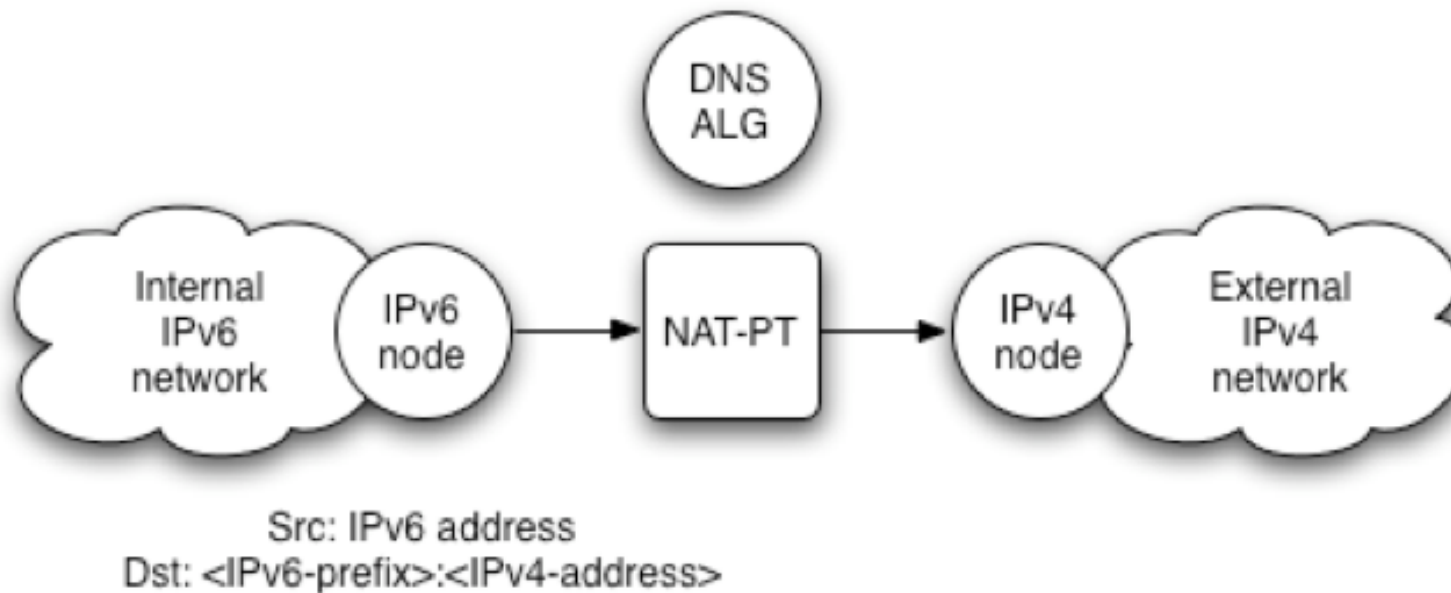 DNS
ALG
Internal
IPv6
network
IPv6
node
NAT-PT
IPv4
node
External
IPv4
network
Src: IPv6 address
Dst: <IPv6-prefix>:<IPv4-address>